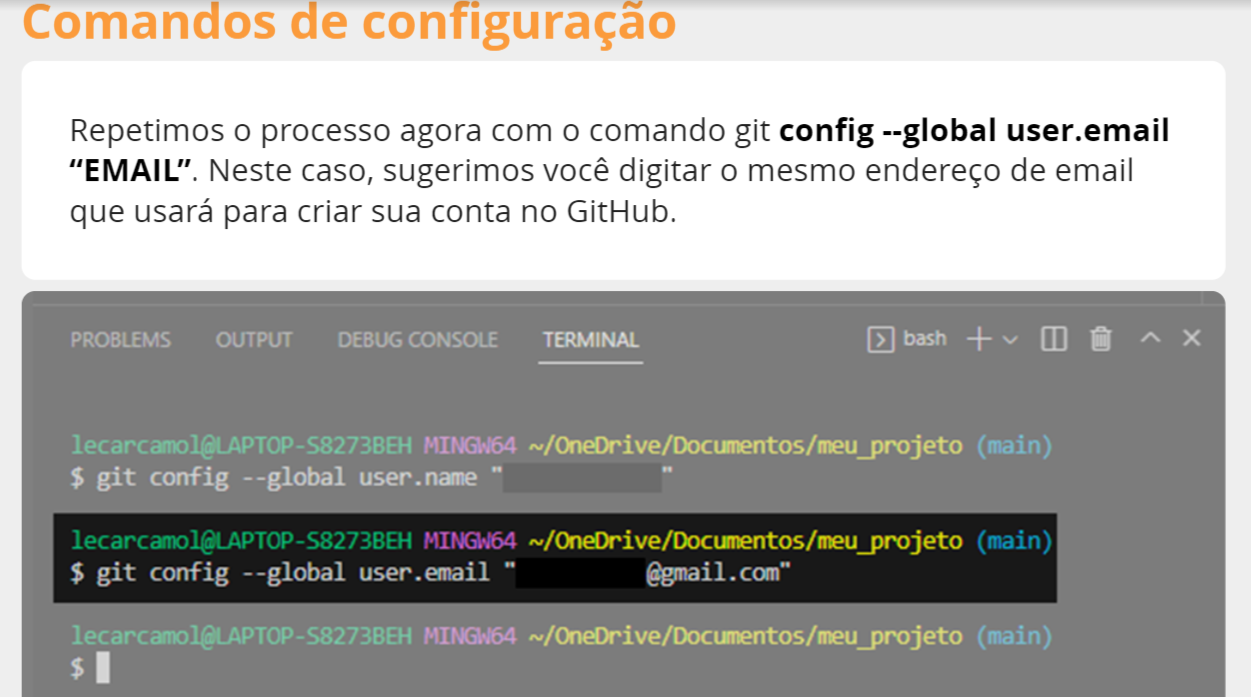 Comandos de configuração
Repetimos o processo agora com o comando git config --global user.email
“EMAIL”. Neste caso, sugerimos você digitar o mesmo endereço de email
que usará para criar sua conta no GitHub.
PROBLEMS OUTPUT DEBUG CONSOLE TERMINAL bash
lecarcamol@LAPTOP-S8273BEH MINGW64 ~/OneDrive/Documentos/meu_projeto (main)
$ git config --global user.name " "
lecarcamol@LAPTOP-S8273BEH MINGW64 ~/OneDrive/Documentos/meu_projeto (main)
$ git config --global user.email " @gmail.com"
lecarcamol@LAPTOP-S8273BEH MINGW64 ~/OneDrive/Documentos/meu_projeto (main)
$